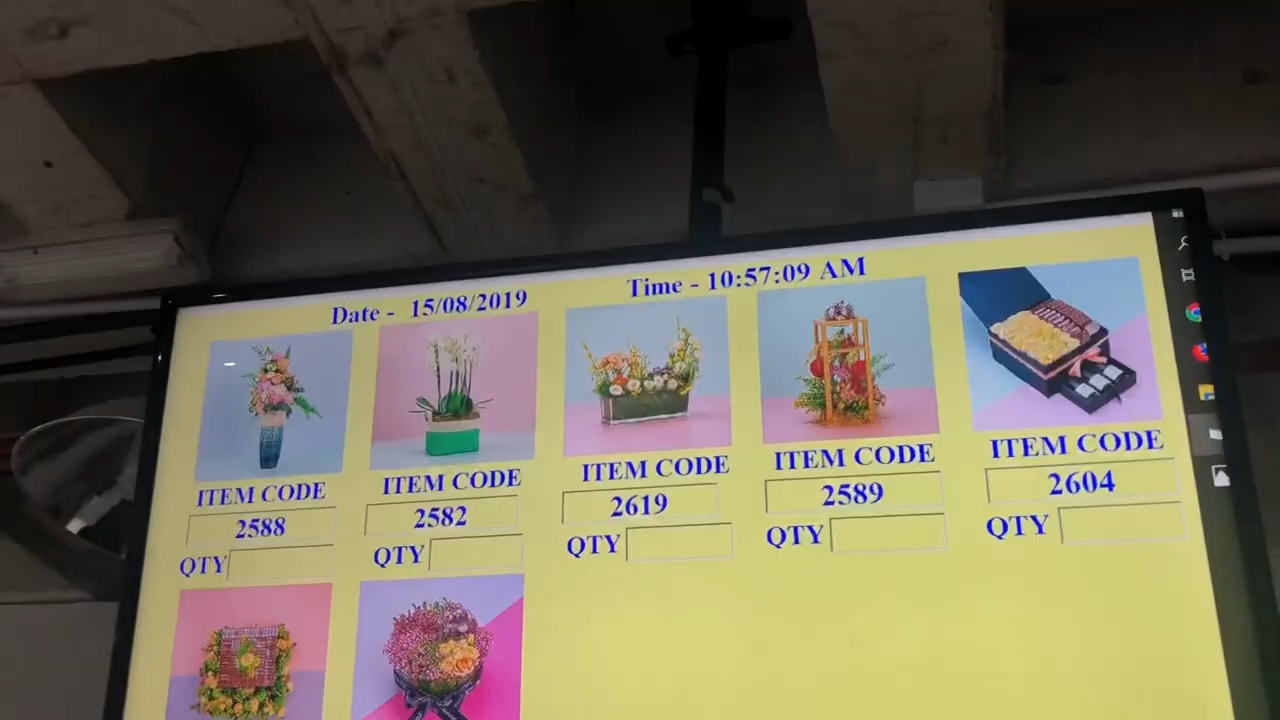 Date - 15/08/2019
Time - 10:57:09 AM
ITEM CODE
2588
QTY
ITEM CODE
2582
QTY
ITEM CODE
2619
QTY
ITEM CODE
2589
QTY
ITEM CODE
2604
QTY